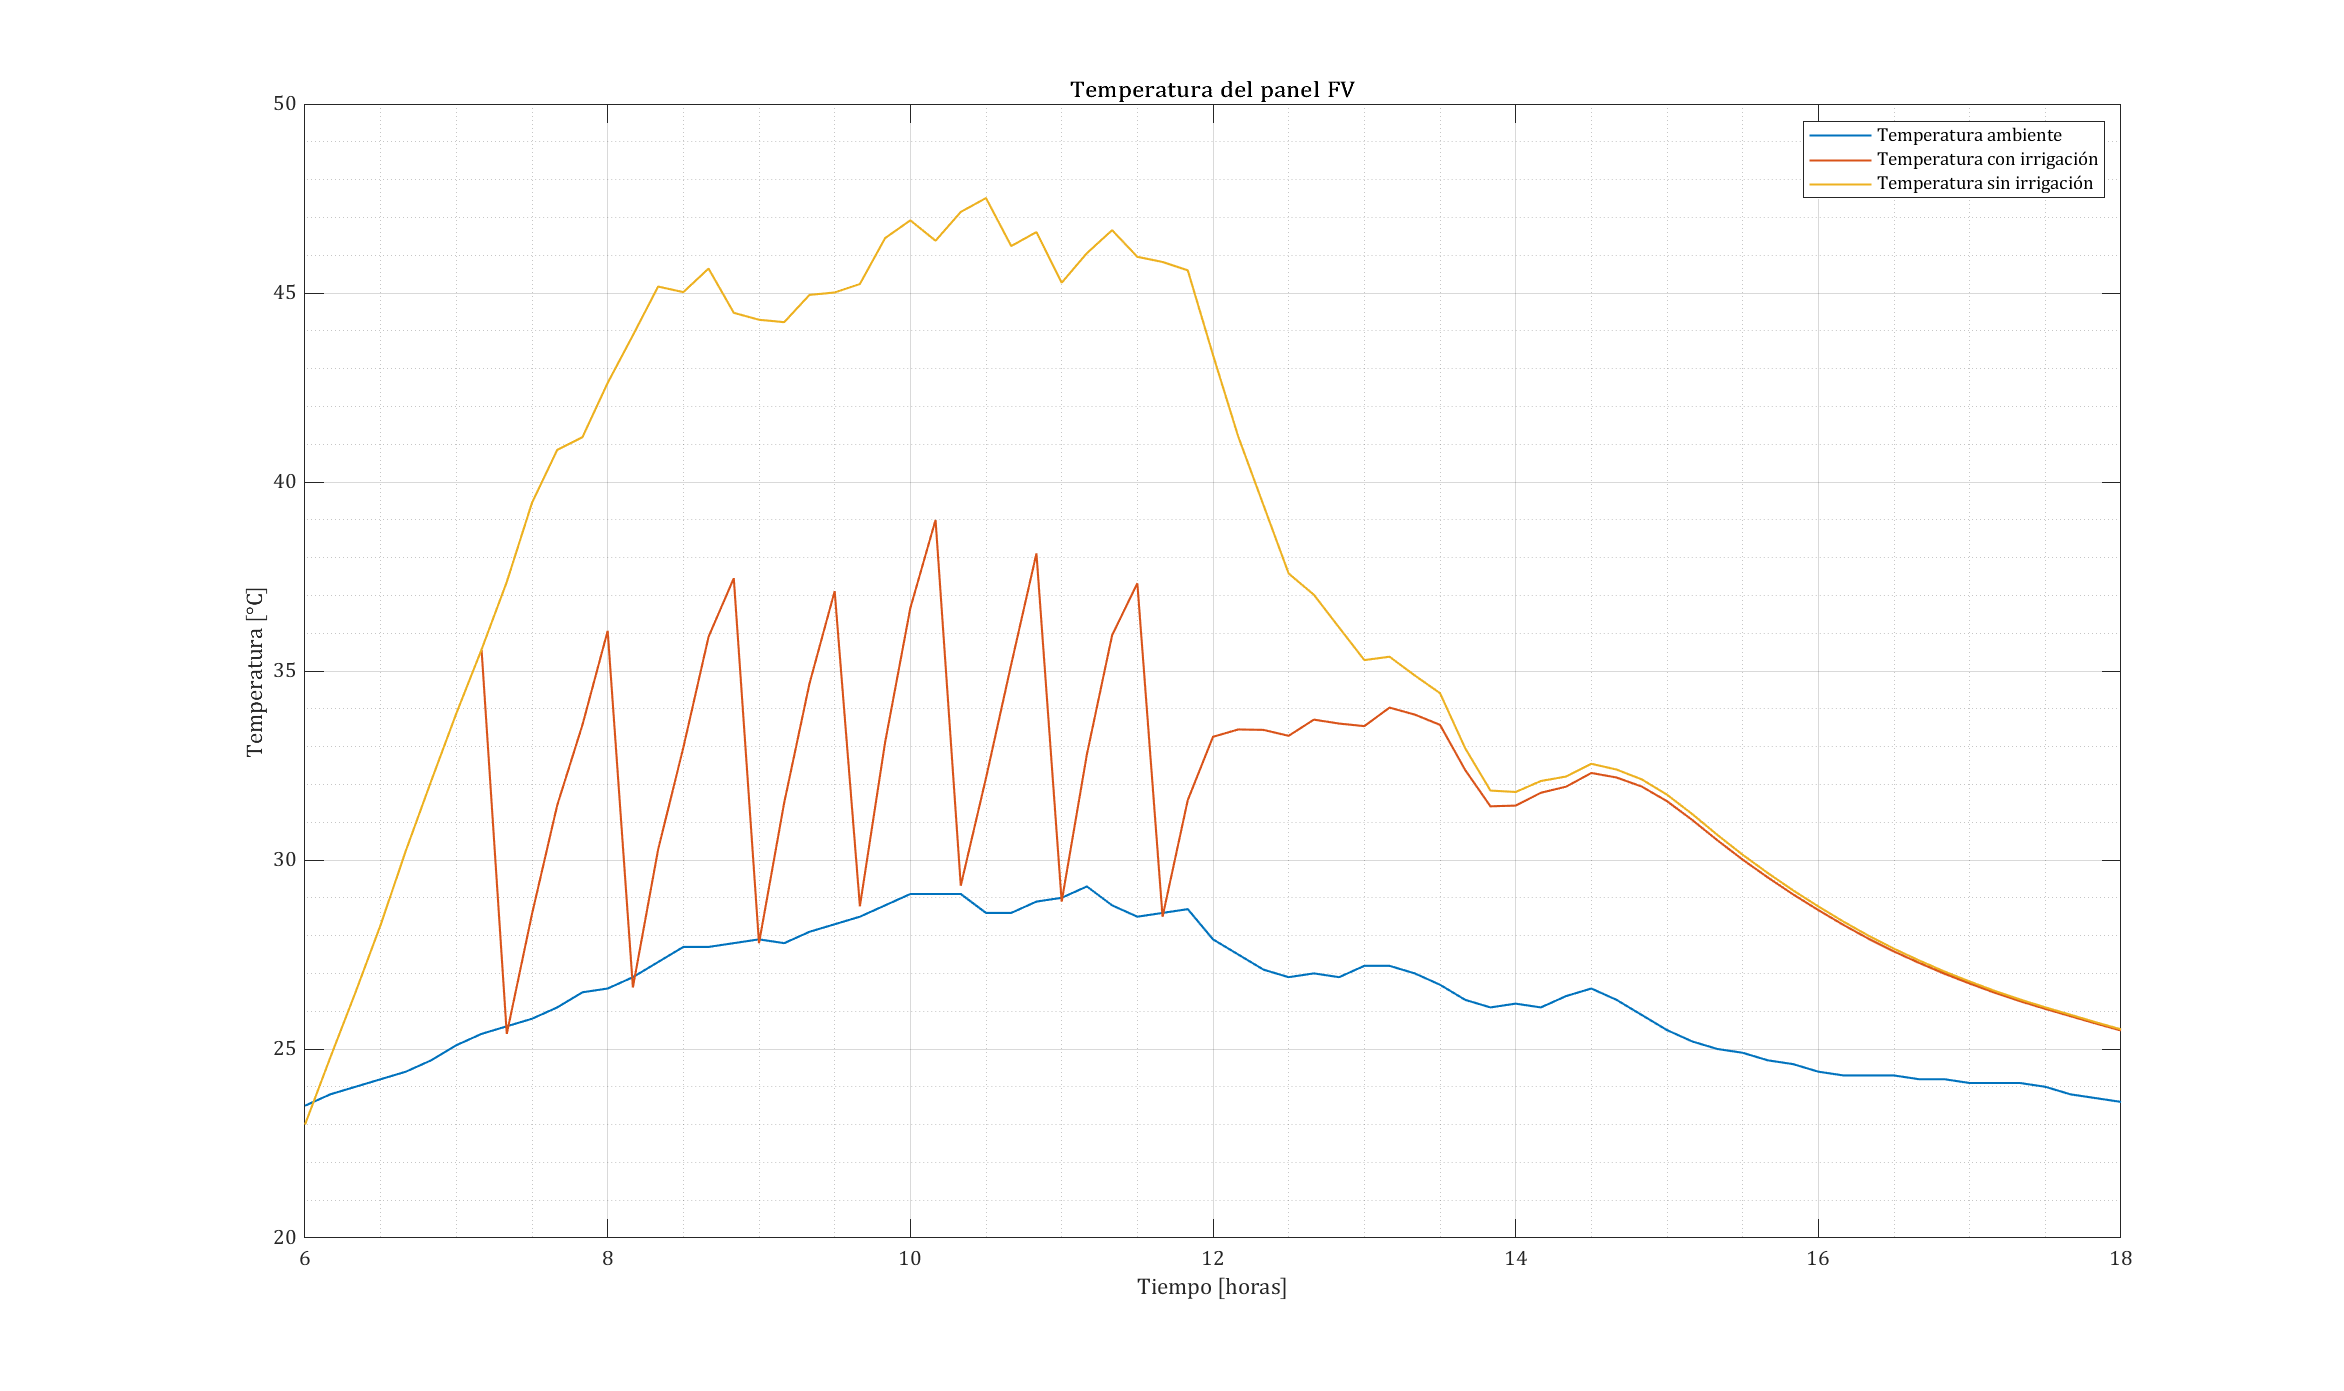 Temperatura del panel FV
50
45
40
35
30
25
20
Temperatura [°C]
Temperatura ambiente
Temperatura con irrigación
Temperatura sin irrigación
6 8 10 12 14 16 18
Tiempo [horas]